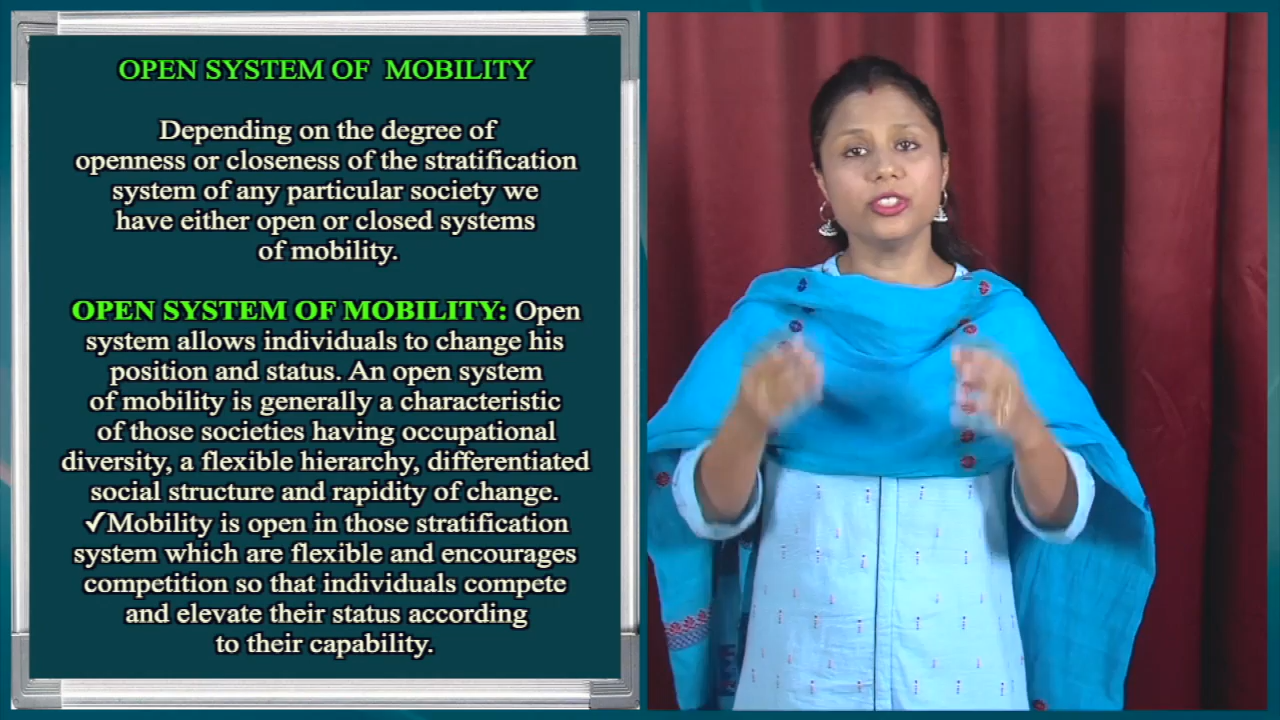 OPEN SYSTEM OF MOBILITY
Depending on the degree of
openness or closeness of the stratification
system of any particular society we
have either open or closed systems
of mobility.
OPEN SYSTEM OF MOBILITY: Open
system allows individuals to change his
position and status. An open system
of mobility is generally a characteristic
of those societies having occupational
diversity, a flexible hierarchy, differentiated
social structure and rapidity of change.
✓Mobility is open in those stratification
system which are flexible and encourages
competition so that individuals compete
and elevate their status according
to their capability.